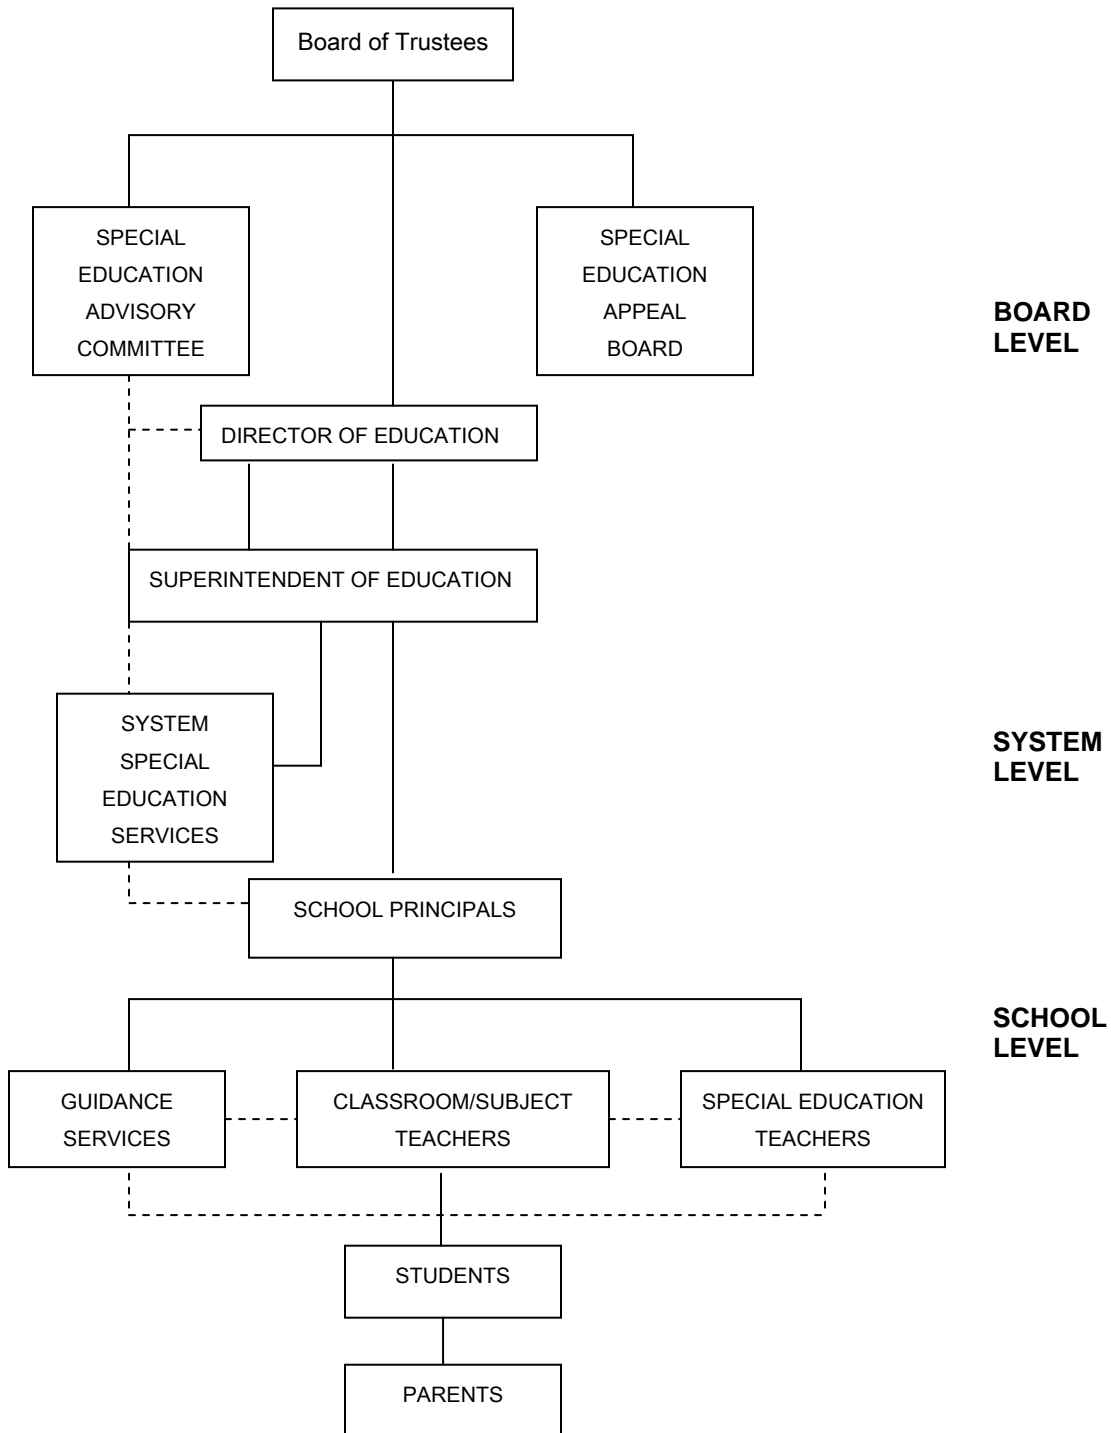 Board of Trustees
SPECIAL
EDUCATION
ADVISORY
COMMITTEE
SPECIAL
EDUCATION
APPEAL
BOARD
BOARD
LEVEL
DIRECTOR OF EDUCATION
SUPERINTENDENT OF EDUCATION
SYSTEM
SPECIAL
EDUCATION
SERVICES
SYSTEM
LEVEL
SCHOOL PRINCIPALS
SCHOOL
LEVEL
GUIDANCE
SERVICES
CLASSROOM/SUBJECT
TEACHERS
SPECIAL EDUCATION
TEACHERS
STUDENTS
PARENTS